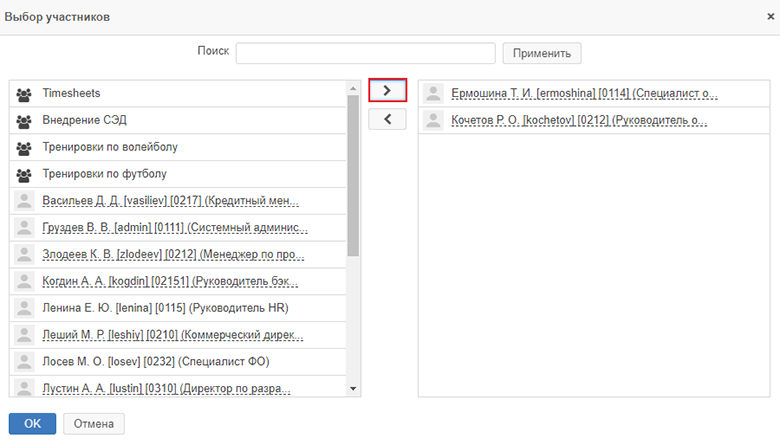 Выбор участников
Поиск
Применить
Timesheets
Внедрение СЭД
Тренировки по волейболу
Тренировки по футболу
Васильев Д. Д. [vasiliev] [0217] (Кредитный мен...
Груздев В. В. [admin] [0111] (Системный админис...
Злодеев К. В. [zlodeev] [0212] (Менеджер по про...
Когдин А. А. [kogdin] [02151] (Руководитель бэк...
Ленина Е. Ю. [lenina] [0115] (Руководитель HR)
Леший М. Р. [leshiy] [0210] (Коммерческий дирек...
Лосев М. О. [losev] [0232] (Специалист ФО)
Лустин А. А. [lustin] [0310] (Директор по разра...
Ермошина Т. И. [ermoshina] [0114] (Специалист о...
Кочетов Р. О. [kochetov] [0212] (Руководитель о...
OK
Отмена